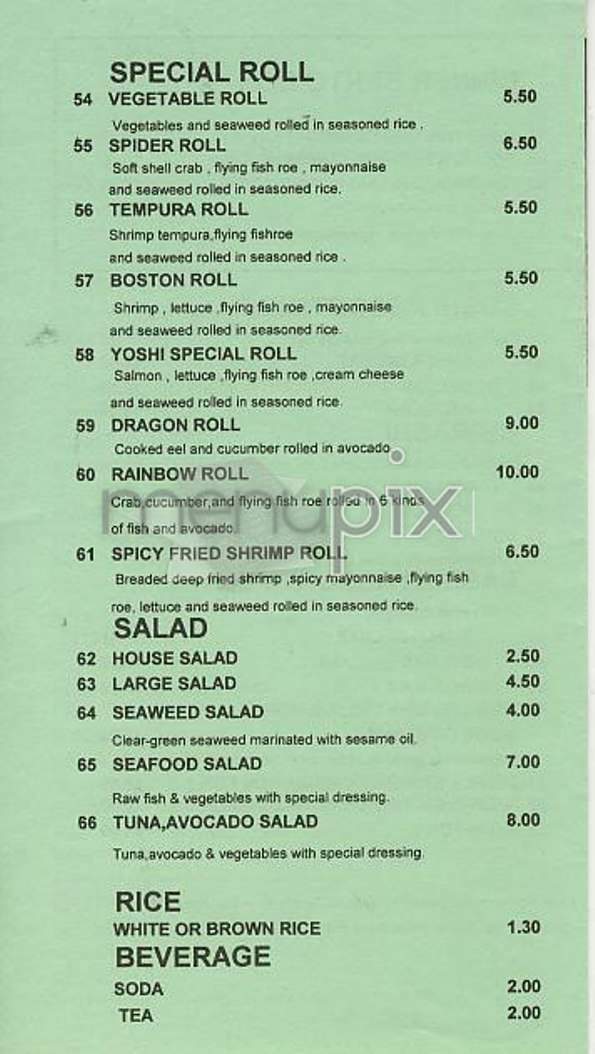 SPECIAL ROLL
54 VEGETABLE ROLL 5.50
Vegetables and seaweed rolled in seasoned rice .
55 SPIDER ROLL 6.50
Soft shell crab , flying fish roe , mayonnaise
and seaweed rolled in seasoned rice.
56 TEMPURA ROLL 5.50
Shrimp tempura,flying fishroe
and seaweed rolled in seasoned rice .
57 BOSTON ROLL 5.50
Shrimp , lettuce ,flying fish roe , mayonnaise
and seaweed rolled in seasoned rice.
58 YOSHI SPECIAL ROLL 5.50
Salmon , lettuce ,flying fish roe ,cream cheese
and seaweed rolled in seasoned rice.
59 DRAGON ROLL 9.00
Cooked eel and cucumber rolled in avocado
60 RAINBOW ROLL 10.00
Crab,cucumber,and flying fish roe rolled in 6 kinds
of fish and avocado.
menupix
61 SPICY FRIED SHRIMP ROLL 6.50
Breaded deep fried shrimp ,spicy mayonnaise ,flying fish
roe, lettuce and seaweed rolled in seasoned rice.
SALAD
62 HOUSE SALAD 2.50
63 LARGE SALAD 4.50
64 SEAWEED SALAD 4.00
Clear-green seaweed marinated with sesame oil.
65 SEAFOOD SALAD 7.00
Raw fish & vegetables with special dressing.
66 TUNA,AVOCADO SALAD 8.00
Tuna,avocado & vegetables with special dressing.
RICE
WHITE OR BROWN RICE 1.30
BEVERAGE
SODA 2.00
TEA 2.00